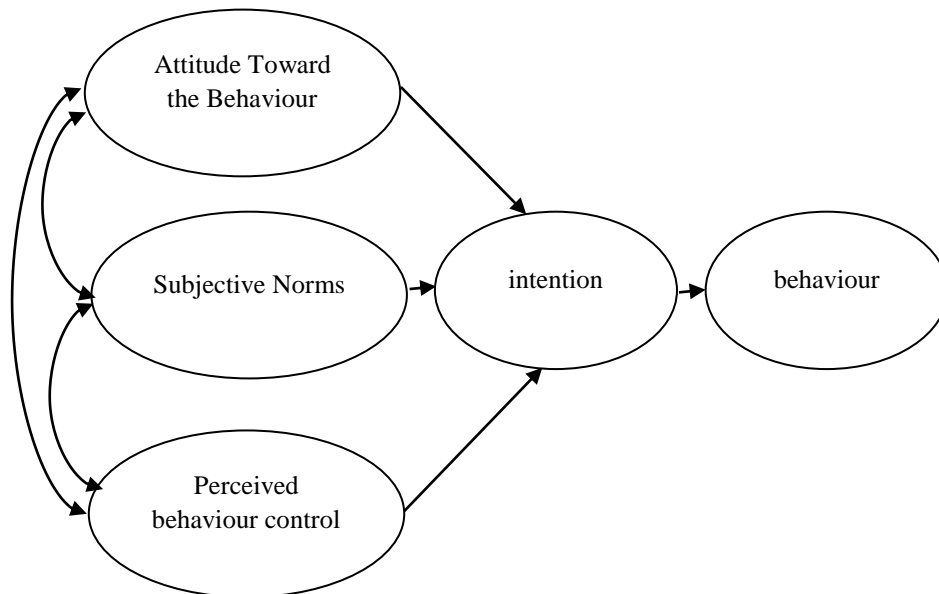 Attitude Toward
the Behaviour
Subjective Norms
intention
behaviour
Perceived
behaviour control